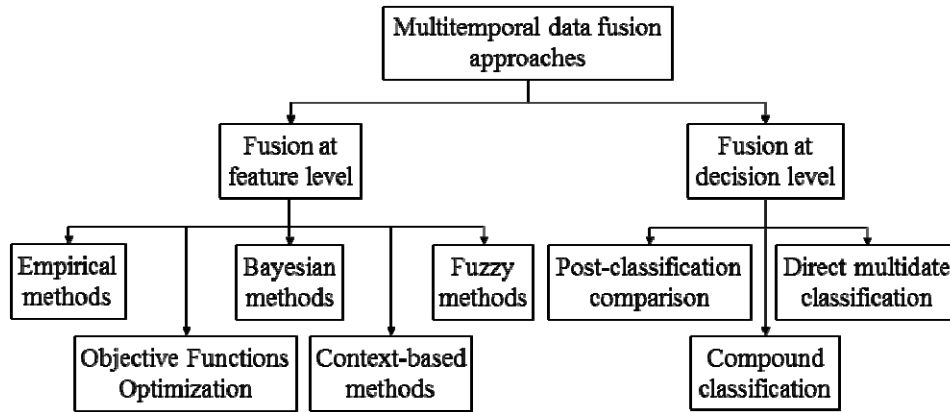 Multitemporal data fusion
approaches
Fusion at
feature level
Fusion at
decision level
Empirical
methods
Bayesian
methods
Fuzzy
methods
Post-classification
comparison
Direct multidate
classification
Objective Functions
Optimization
Context-based
methods
Compound
classification